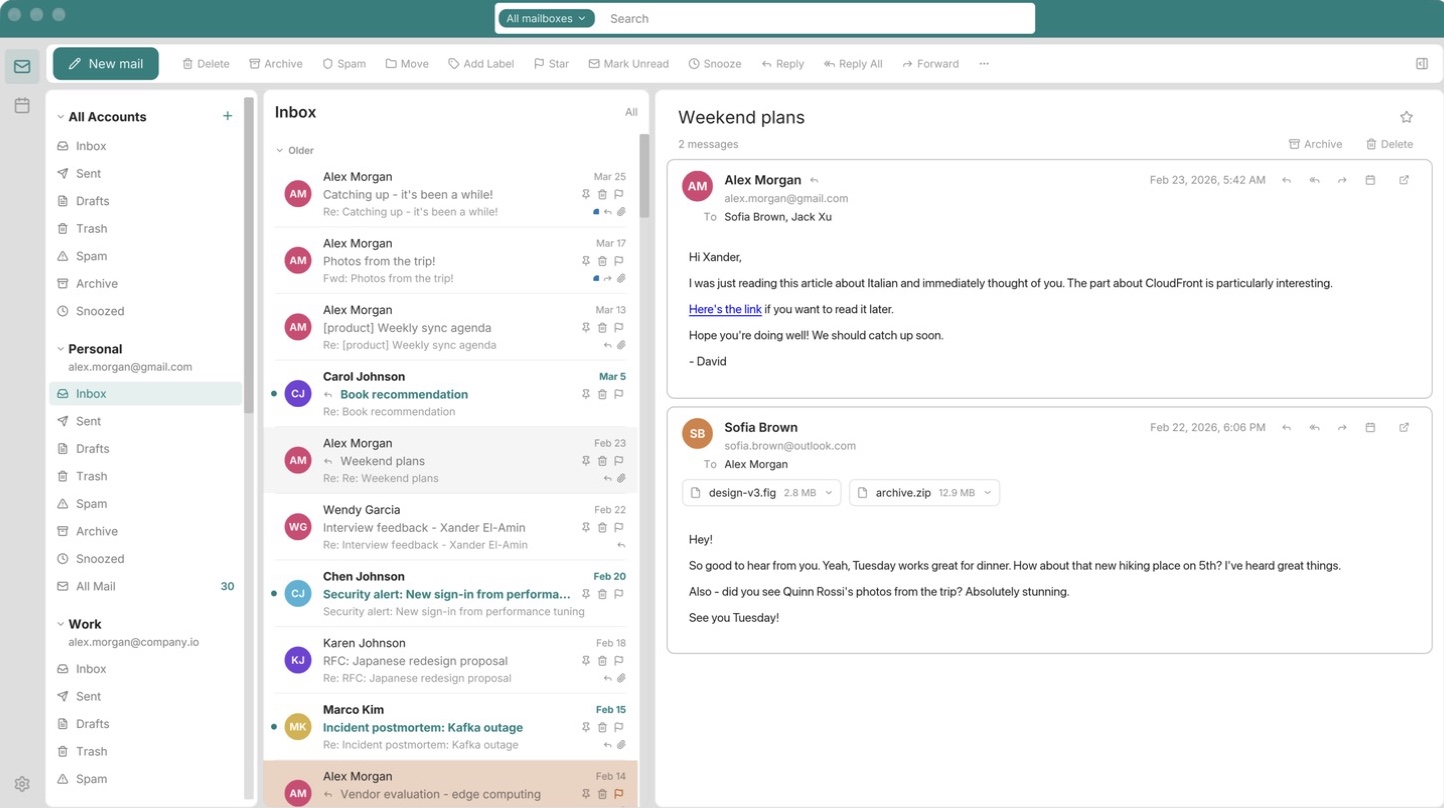 All mailboxes
Search
New mail
Delete
Archive
Spam
Move
Add Label
Star
Mark Unread
Snooze
Reply
Reply All
Forward
All Accounts
Inbox
Sent
Drafts
Trash
Spam
Archive
Snoozed
Personal
alex.morgan@gmail.com
Inbox
Sent
Drafts
Trash
Spam
Archive
Snoozed
All Mail 30
Work
alex.morgan@company.io
Inbox
Sent
Drafts
Trash
Spam
Inbox All
Older
AM
Alex Morgan Mar 25
Catching up - it's been a while!
Re: Catching up - it's been a while!
AM
Alex Morgan Mar 17
Photos from the trip!
Fwd: Photos from the trip!
AM
Alex Morgan Mar 13
[product] Weekly sync agenda
Re: [product] Weekly sync agenda
CJ
Carol Johnson Mar 5
Book recommendation
Re: Book recommendation
AM
Alex Morgan Feb 23
Weekend plans
Re: Re: Weekend plans
WG
Wendy Garcia Feb 22
Interview feedback - Xander El-Amin
Re: Interview feedback - Xander El-Amin
CJ
Chen Johnson Feb 20
Security alert: New sign-in from performa...
Security alert: New sign-in from performance tuning
KJ
Karen Johnson Feb 18
RFC: Japanese redesign proposal
Re: RFC: Japanese redesign proposal
MK
Marco Kim Feb 15
Incident postmortem: Kafka outage
Re: Incident postmortem: Kafka outage
AM
Alex Morgan Feb 14
Vendor evaluation - edge computing
Weekend plans
2 messages
Archive
Delete
AM
Alex Morgan Feb 23, 2026, 5:42 AM
alex.morgan@gmail.com
To Sofia Brown, Jack Xu
Hi Xander,
I was just reading this article about Italian and immediately thought of you. The part about CloudFront is particularly interesting.
Here's the link if you want to read it later.
Hope you're doing well! We should catch up soon.
- David
SB
Sofia Brown Feb 22, 2026, 6:06 PM
sofia.brown@outlook.com
To Alex Morgan
design-v3.fig 2.8 MB
archive.zip 12.9 MB
Hey!
So good to hear from you. Yeah, Tuesday works great for dinner. How about that new hiking place on 5th? I've heard great things.
Also - did you see Quinn Rossi's photos from the trip? Absolutely stunning.
See you Tuesday!